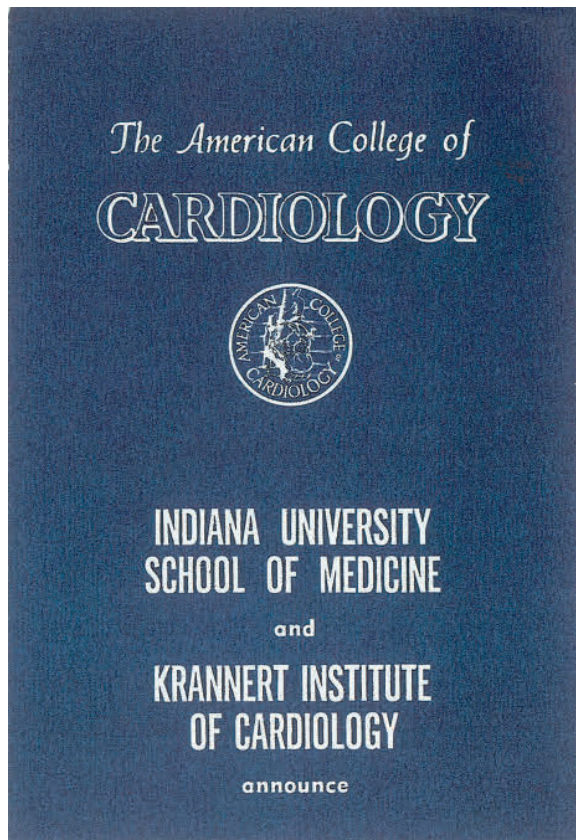 The American College of
CARDIOLOGY
AMERICAN COLLEGE
CARDIOLOGY
INDIANA UNIVERSITY
SCHOOL OF MEDICINE
and
KRANNERT INSTITUTE
OF CARDIOLOGY
announce